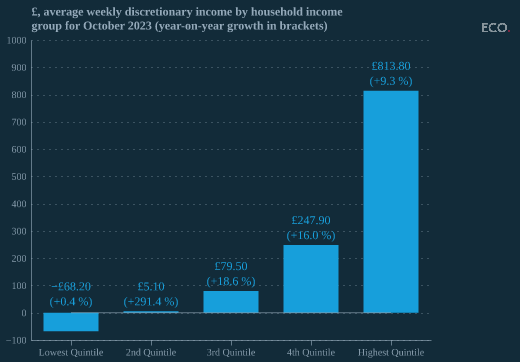 £, average weekly discretionary income by household income
group for October 2023 (year-on-year growth in brackets)
ECO.
1000
900
800
700
600
500
400
300
200
100
0
−100
−£68.20
(+0.4 %)
£5.10
(+291.4 %)
£79.50
(+18.6 %)
£247.90
(+16.0 %)
£813.80
(+9.3 %)
Lowest Quintile
2nd Quintile
3rd Quintile
4th Quintile
Highest Quintile